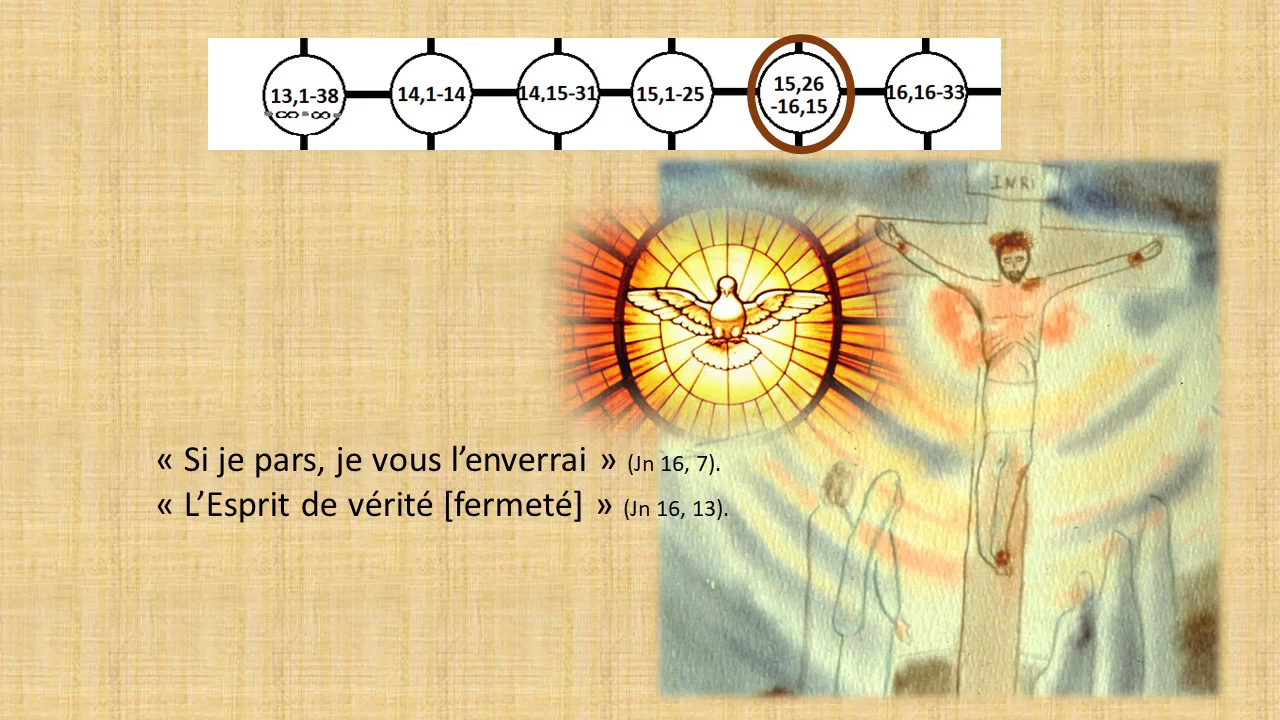 13,1-38
14,1-14
14,15-31
15,1-25
15,26
-16,15
16,16-33
INRI
« Si je pars, je vous l’enverrai » (Jn 16, 7).
« L’Esprit de vérité [fermeté] » (Jn 16, 13).